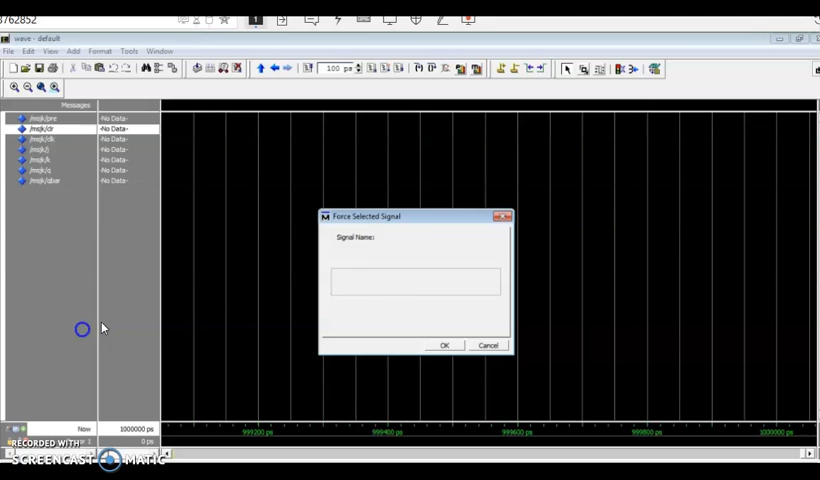 3762852
wave - default
File Edit View Add Format Tools Window
100 ps
Messages
/msjk/pre -No Data-
/msjk/clr -No Data-
/msjk/clk -No Data-
/msjk/j -No Data-
/msjk/k -No Data-
/msjk/q -No Data-
/msjk/qbar -No Data-
Force Selected Signal
Signal Name:
OK Cancel
Now 1000000 ps
999200 ps 999400 ps 999600 ps 999800 ps 1000000 ps
RECORDED WITH
0 ps
SCREENCAST MATIC